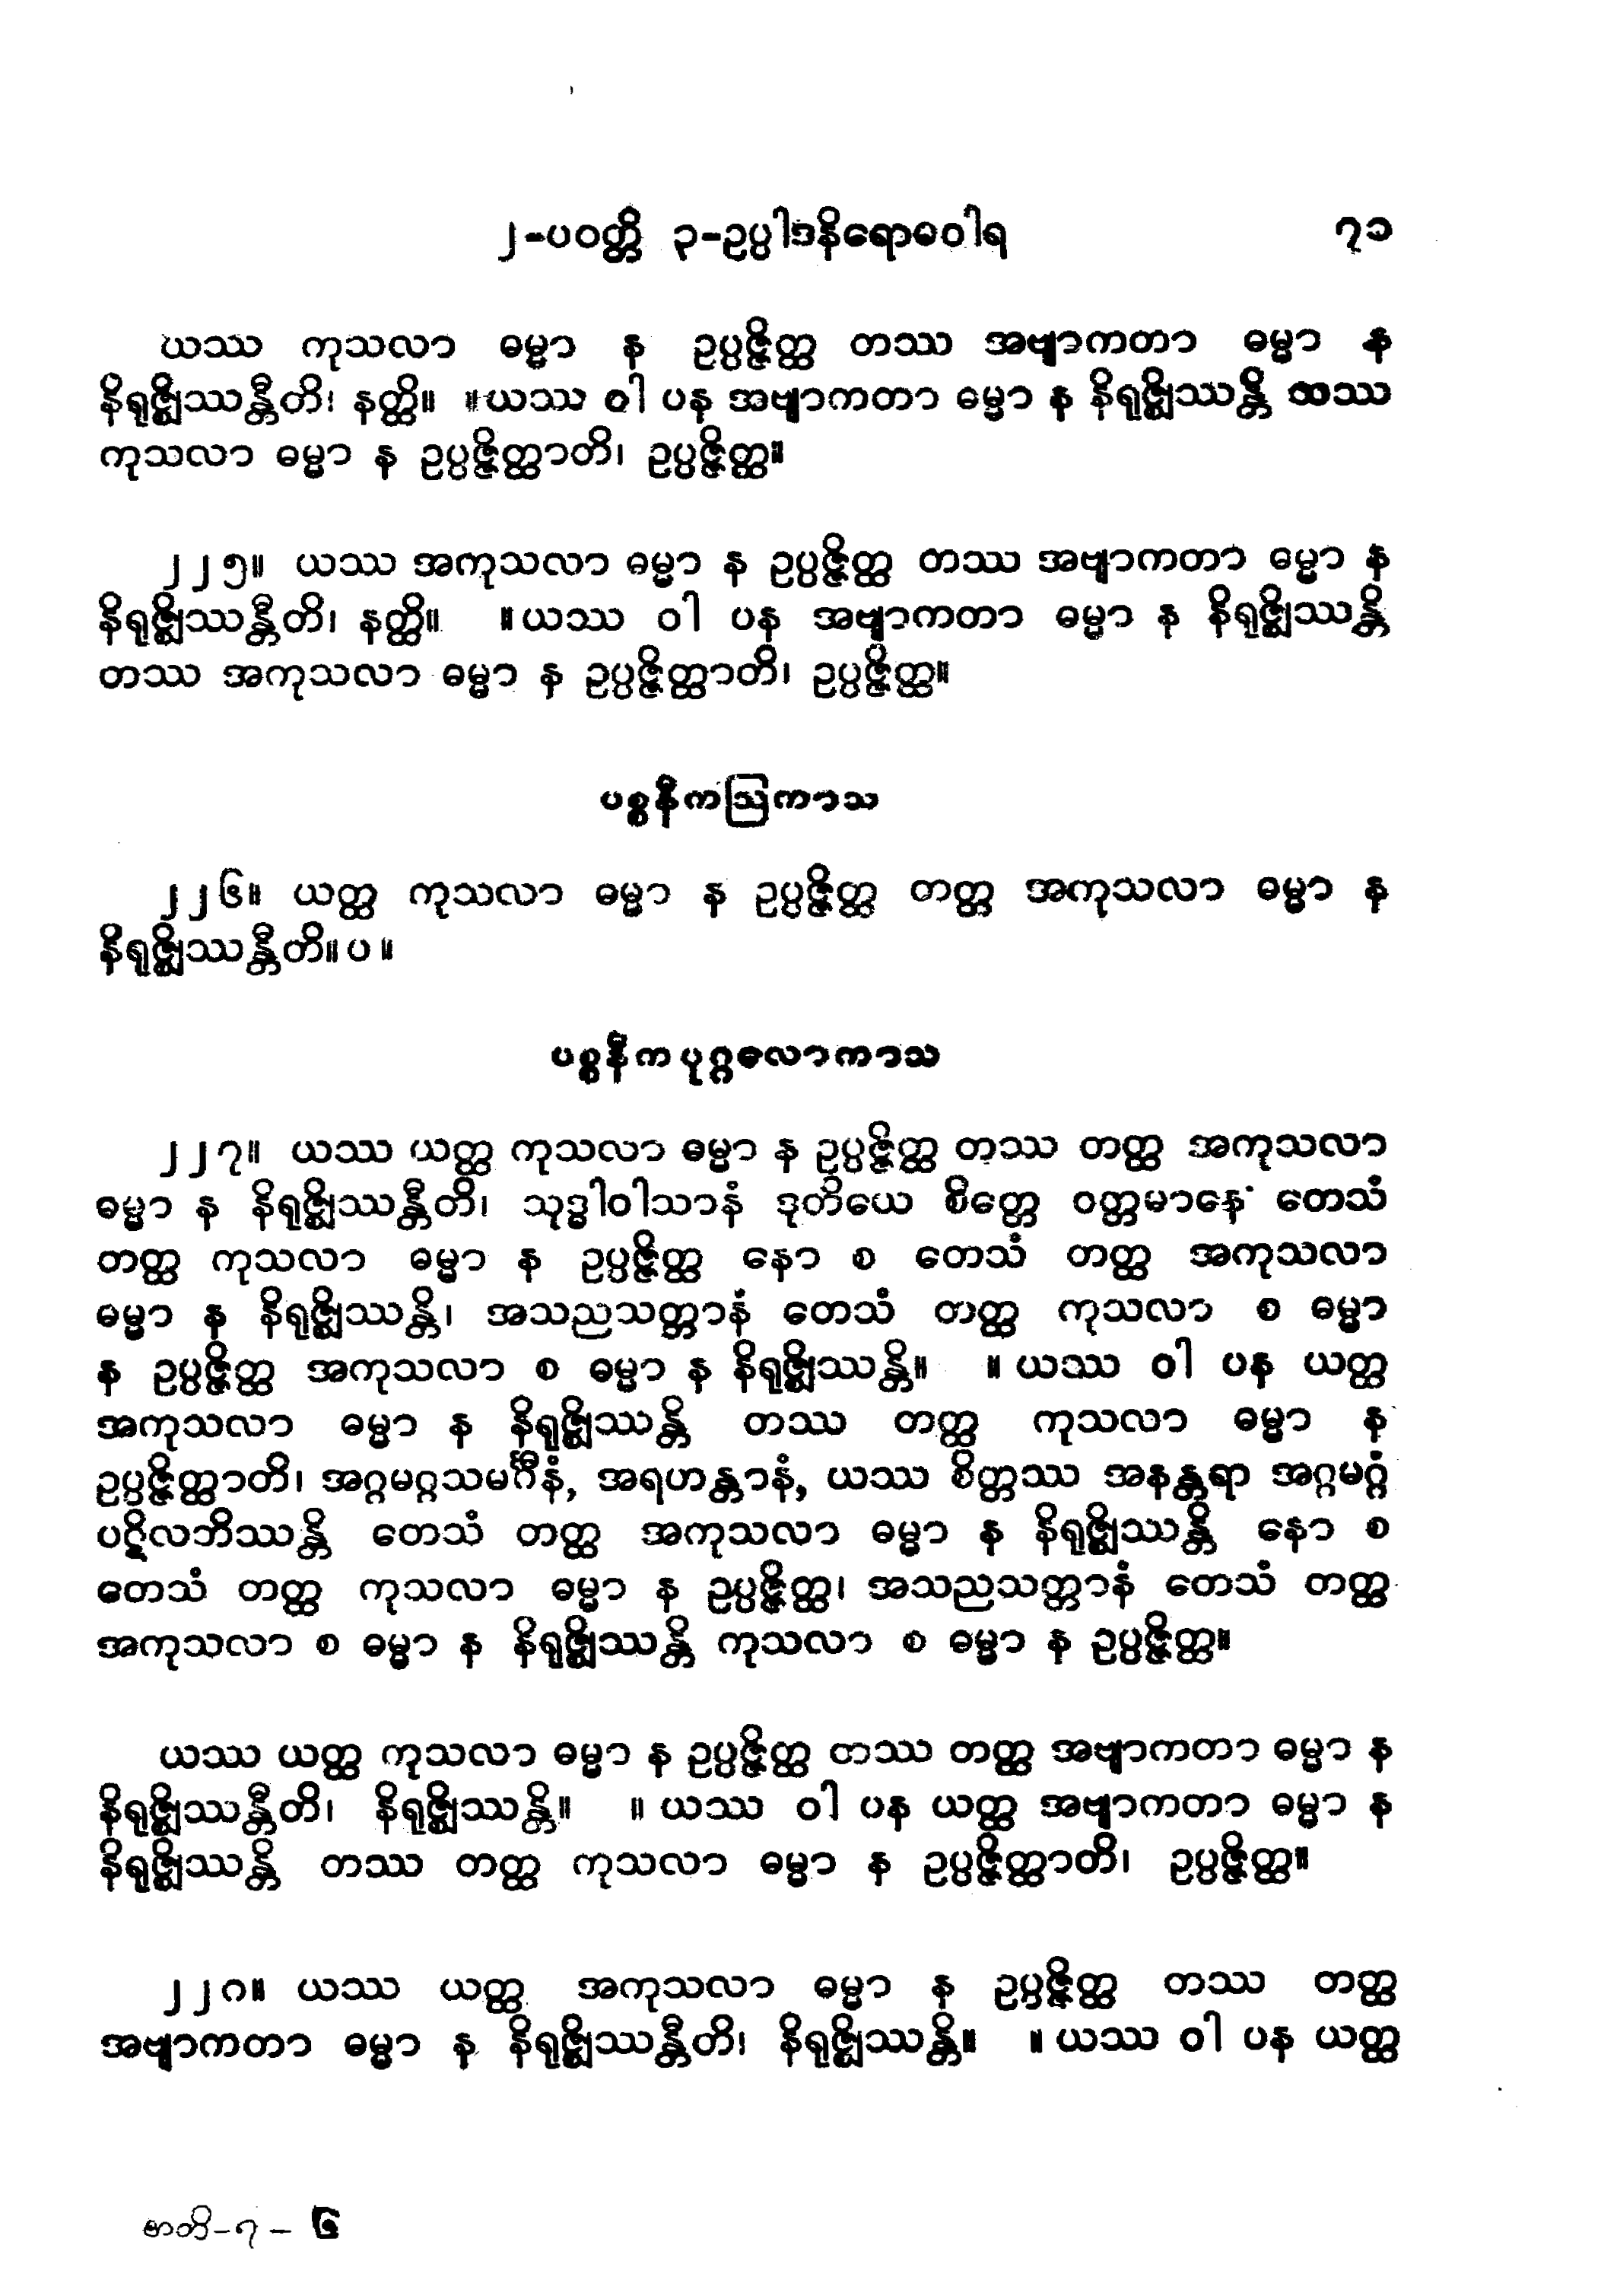 ၂-ပဝတ္တိ ၃-ဥပ္ပါဒနိရောဓဝါရ ၇၁
ယဿ ကုသလာ ဓမ္မာ န ဥပ္ပဇ္ဇိတ္ထ တဿ အဗျာကတာ ဓမ္မာ န
နိရုဇ္ဈိဿန္တီတိ၊ နတ္ထိ။ ။ယဿ ဝါ ပန အဗျာကတာ ဓမ္မာ န နိရုဇ္ဈိဿန္တိ တဿ
ကုသလာ ဓမ္မာ န ဥပ္ပဇ္ဇိတ္ထာတိ၊ ဥပ္ပဇ္ဇိတ္ထ။
၂၂၅။ ယဿ အကုသလာ ဓမ္မာ န ဥပ္ပဇ္ဇိတ္ထ တဿ အဗျာကတာ ဓမ္မာ န
နိရုဇ္ဈိဿန္တီတိ၊ နတ္ထိ။ ။ယဿ ဝါ ပန အဗျာကတာ ဓမ္မာ န နိရုဇ္ဈိဿန္တိ
တဿ အကုသလာ ဓမ္မာ န ဥပ္ပဇ္ဇိတ္ထာတိ၊ ဥပ္ပဇ္ဇိတ္ထ။
ပစ္စနီကဩကာသ
၂၂၆။ ယတ္ထ ကုသလာ ဓမ္မာ န ဥပ္ပဇ္ဇိတ္ထ တတ္ထ အကုသလာ ဓမ္မာ န
နိရုဇ္ဈိဿန္တီတိ။ပ။
ပစ္စနီကပုဂ္ဂလောကာသ
၂၂၇။ ယဿ ယတ္ထ ကုသလာ ဓမ္မာ န ဥပ္ပဇ္ဇိတ္ထ တဿ တတ္ထ အကုသလာ
ဓမ္မာ န နိရုဇ္ဈိဿန္တီတိ၊ သုဒ္ဓါဝါသာနံ ဒုတိယေ စိတ္တေ ဝတ္တမာနေ တေသံ
တတ္ထ ကုသလာ ဓမ္မာ န ဥပ္ပဇ္ဇိတ္ထ နော စ တေသံ တတ္ထ အကုသလာ
ဓမ္မာ န နိရုဇ္ဈိဿန္တိ၊ အသညသတ္တာနံ တေသံ တတ္ထ ကုသလာ စ ဓမ္မာ
န ဥပ္ပဇ္ဇိတ္ထ အကုသလာ စ ဓမ္မာ န နိရုဇ္ဈိဿန္တိ။ ။ယဿ ဝါ ပန ယတ္ထ
အကုသလာ ဓမ္မာ န နိရုဇ္ဈိဿန္တိ တဿ တတ္ထ ကုသလာ ဓမ္မာ န
ဥပ္ပဇ္ဇိတ္ထာတိ၊ အဂ္ဂမဂ္ဂသမင်္ဂီနံ, အရဟန္တာနံ, ယဿ စိတ္တဿ အနန္တရာ အဂ္ဂမဂ္ဂံ
ပဋိလဘိဿန္တိ တေသံ တတ္ထ အကုသလာ ဓမ္မာ န နိရုဇ္ဈိဿန္တိ နော စ
တေသံ တတ္ထ ကုသလာ ဓမ္မာ န ဥပ္ပဇ္ဇိတ္ထ၊ အသညသတ္တာနံ တေသံ တတ္ထ
အကုသလာ စ ဓမ္မာ န နိရုဇ္ဈိဿန္တိ ကုသလာ စ ဓမ္မာ န ဥပ္ပဇ္ဇိတ္ထ။
ယဿ ယတ္ထ ကုသလာ ဓမ္မာ န ဥပ္ပဇ္ဇိတ္ထ တဿ တတ္ထ အဗျာကတာ ဓမ္မာ န
နိရုဇ္ဈိဿန္တီတိ၊ နိရုဇ္ဈိဿန္တိ။ ။ယဿ ဝါ ပန ယတ္ထ အဗျာကတာ ဓမ္မာ န
နိရုဇ္ဈိဿန္တိ တဿ တတ္ထ ကုသလာ ဓမ္မာ န ဥပ္ပဇ္ဇိတ္ထာတိ၊ ဥပ္ပဇ္ဇိတ္ထ။
၂၂၈။ ယဿ ယတ္ထ အကုသလာ ဓမ္မာ န ဥပ္ပဇ္ဇိတ္ထ တဿ တတ္ထ
အဗျာကတာ ဓမ္မာ န နိရုဇ္ဈိဿန္တီတိ၊ နိရုဇ္ဈိဿန္တိ။ ။ယဿ ဝါ ပန ယတ္ထ
ဇာဘိ-၇-၆